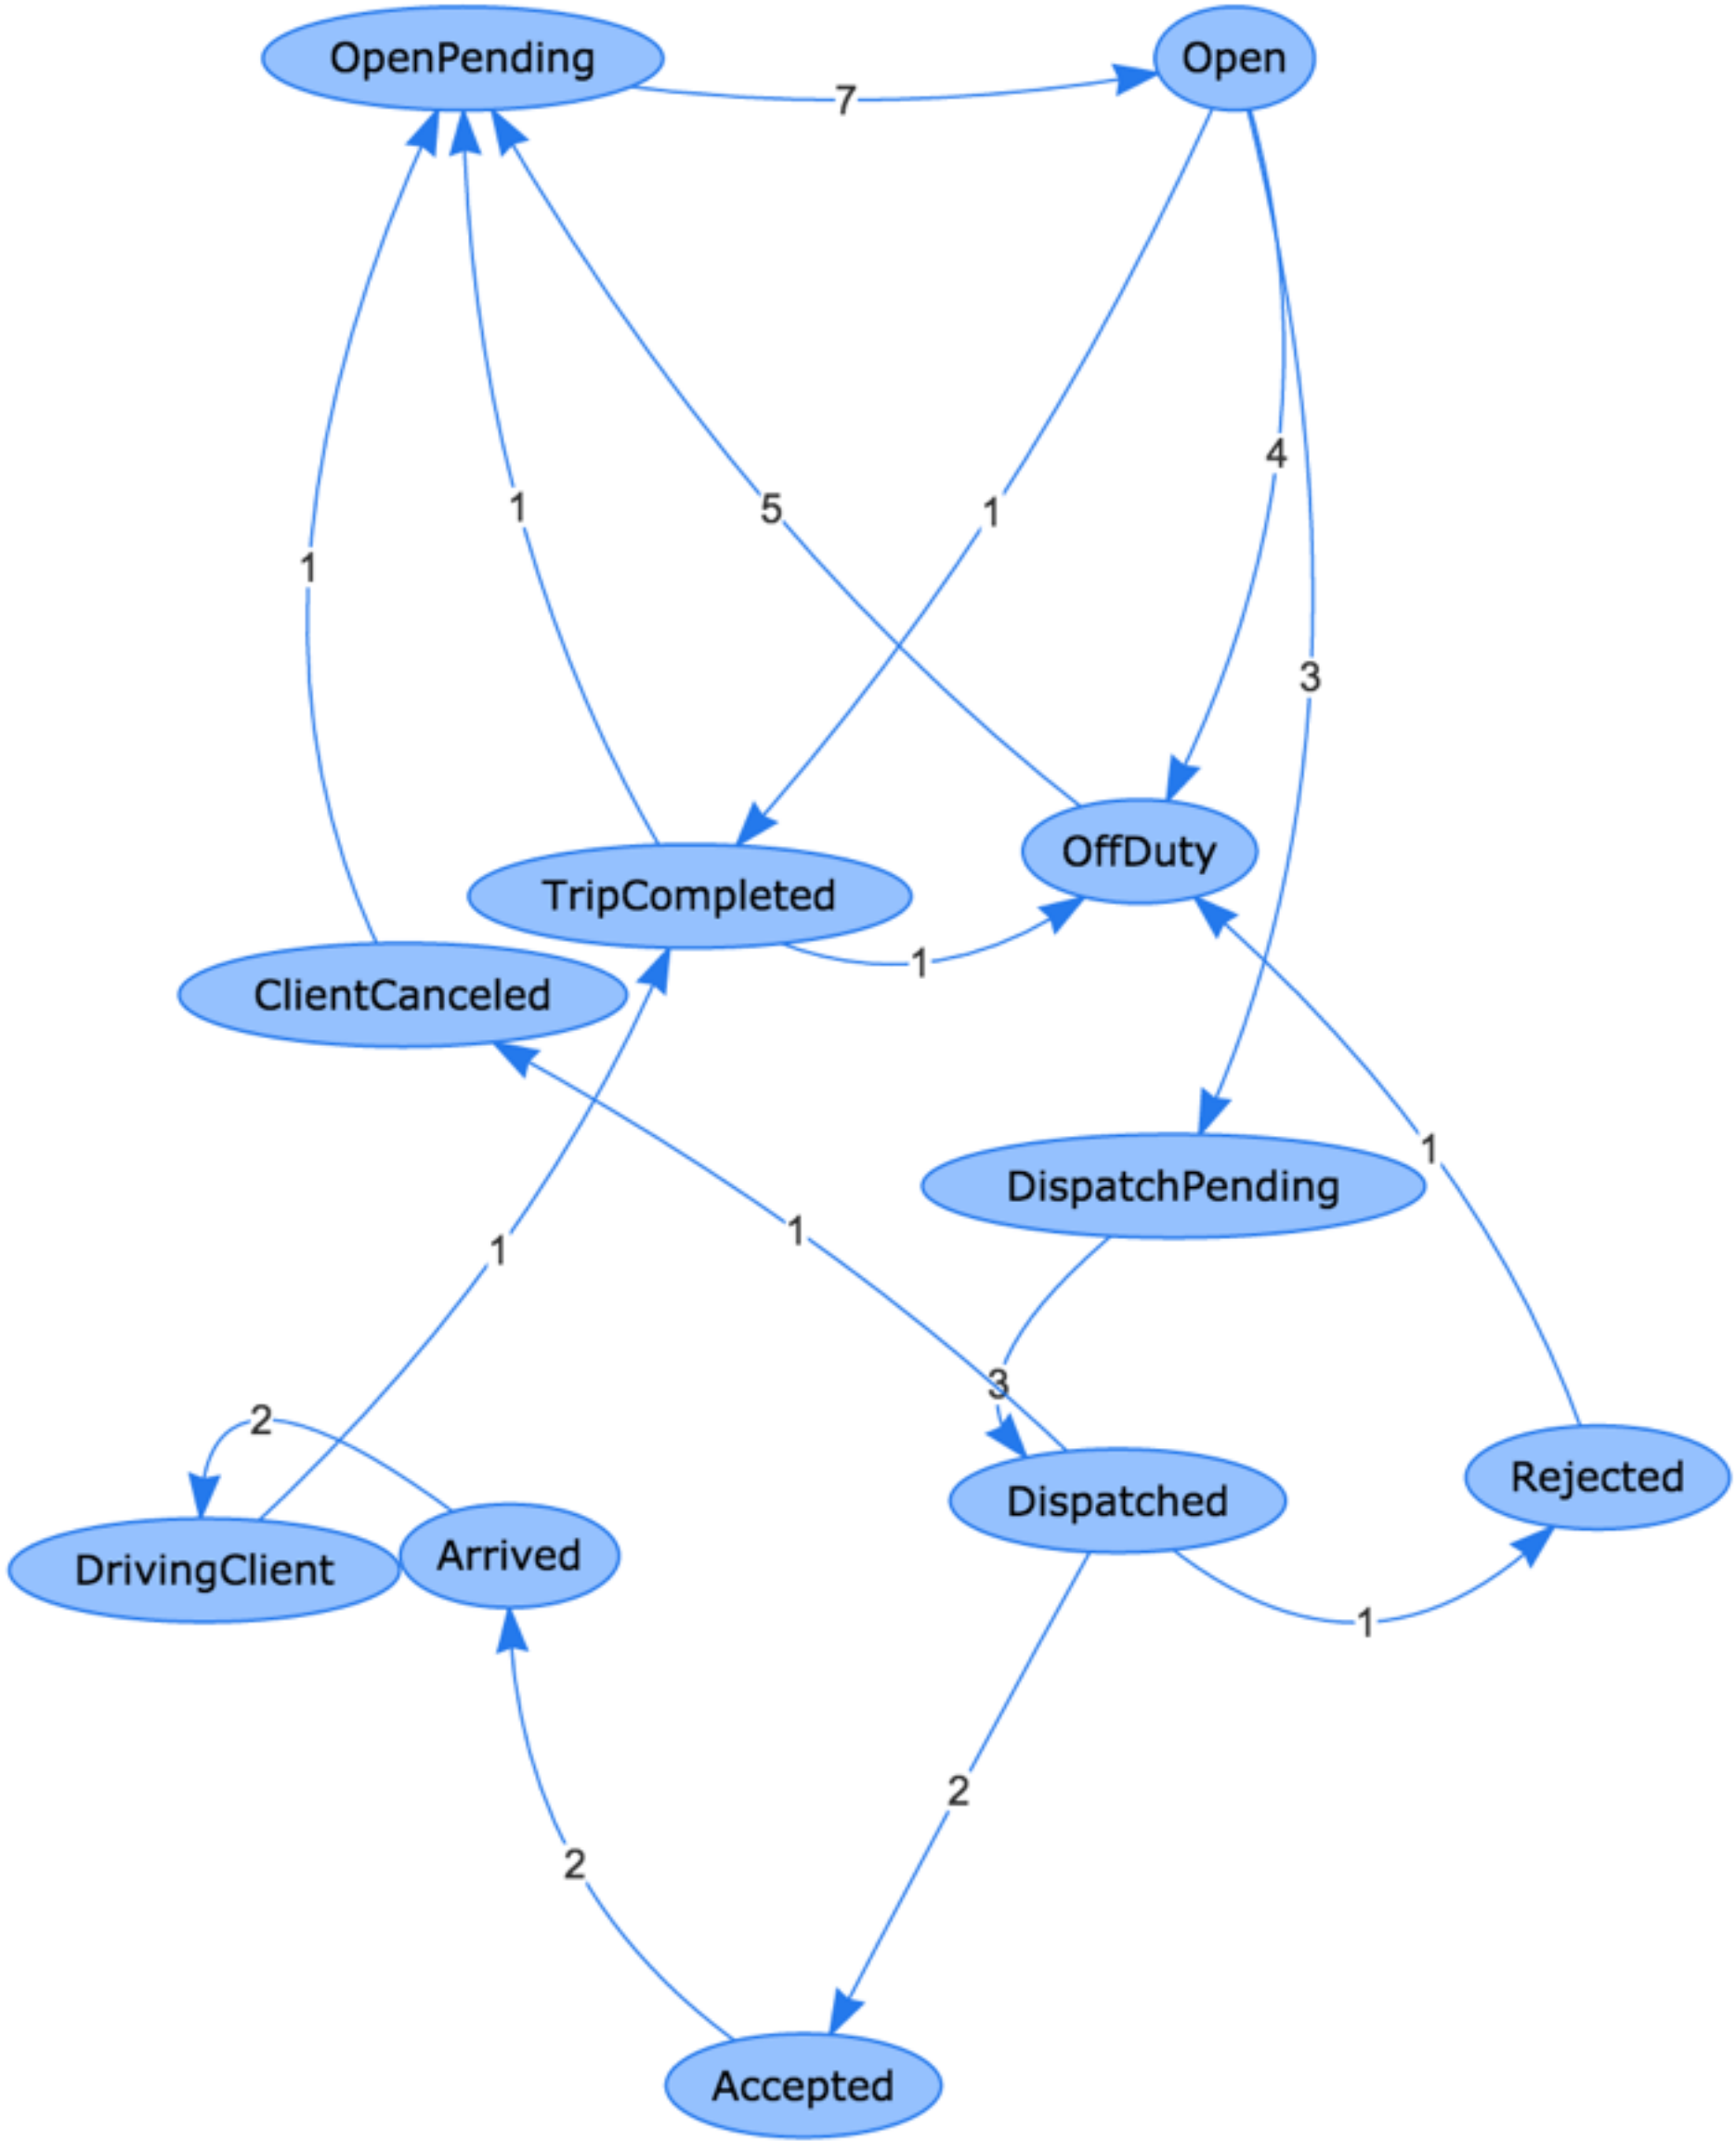 OpenPending
Open
7
4
1
5
1
1
3
OffDuty
TripCompleted
1
ClientCanceled
1
DispatchPending
1
1
3
2
Rejected
Dispatched
Arrived
DrivingClient
1
2
2
Accepted